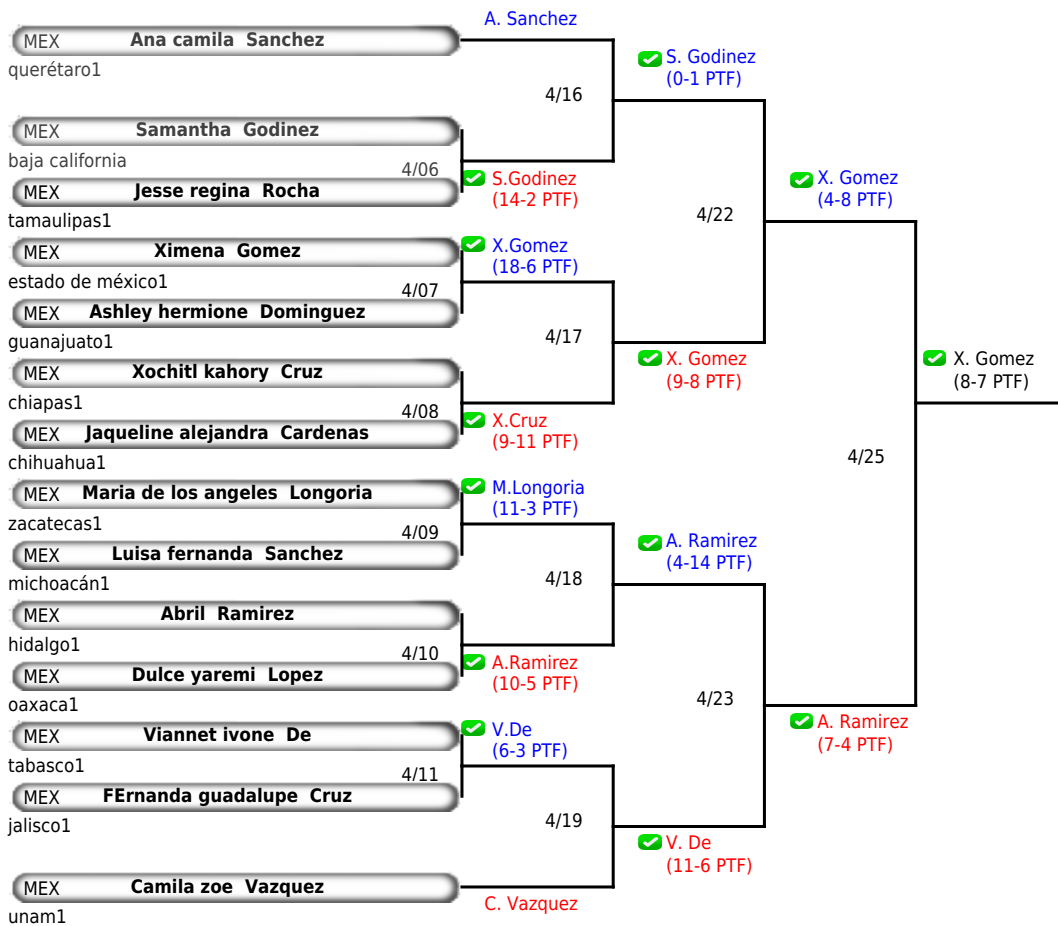 A. Sanchez
MEX Ana camila Sanchez
querétaro1
S. Godinez
(0-1 PTF)
4/16
MEX Samantha Godinez
baja california
4/06
MEX Jesse regina Rocha
S.Godinez
(14-2 PTF)
tamaulipas1
X. Gomez
(4-8 PTF)
4/22
MEX Ximena Gomez
X.Gomez
(18-6 PTF)
estado de méxico1
4/07
MEX Ashley hermione Dominguez
guanajuato1
4/17
X. Gomez
(9-8 PTF)
X. Gomez
(8-7 PTF)
MEX Xochitl kahory Cruz
chiapas1
4/08
MEX Jaqueline alejandra Cardenas
X.Cruz
(9-11 PTF)
chihuahua1
4/25
MEX Maria de los angeles Longoria
M.Longoria
(11-3 PTF)
zacatecas1
4/09
MEX Luisa fernanda Sanchez
michoacán1
A. Ramirez
(4-14 PTF)
4/18
MEX Abril Ramirez
hidalgo1
4/10
MEX Dulce yaremi Lopez
A.Ramirez
(10-5 PTF)
oaxaca1
4/23
A. Ramirez
(7-4 PTF)
MEX Viannet ivone De
V.De
(6-3 PTF)
tabasco1
4/11
MEX FErnanda guadalupe Cruz
jalisco1
4/19
V. De
(11-6 PTF)
MEX Camila zoe Vazquez
C. Vazquez
unam1